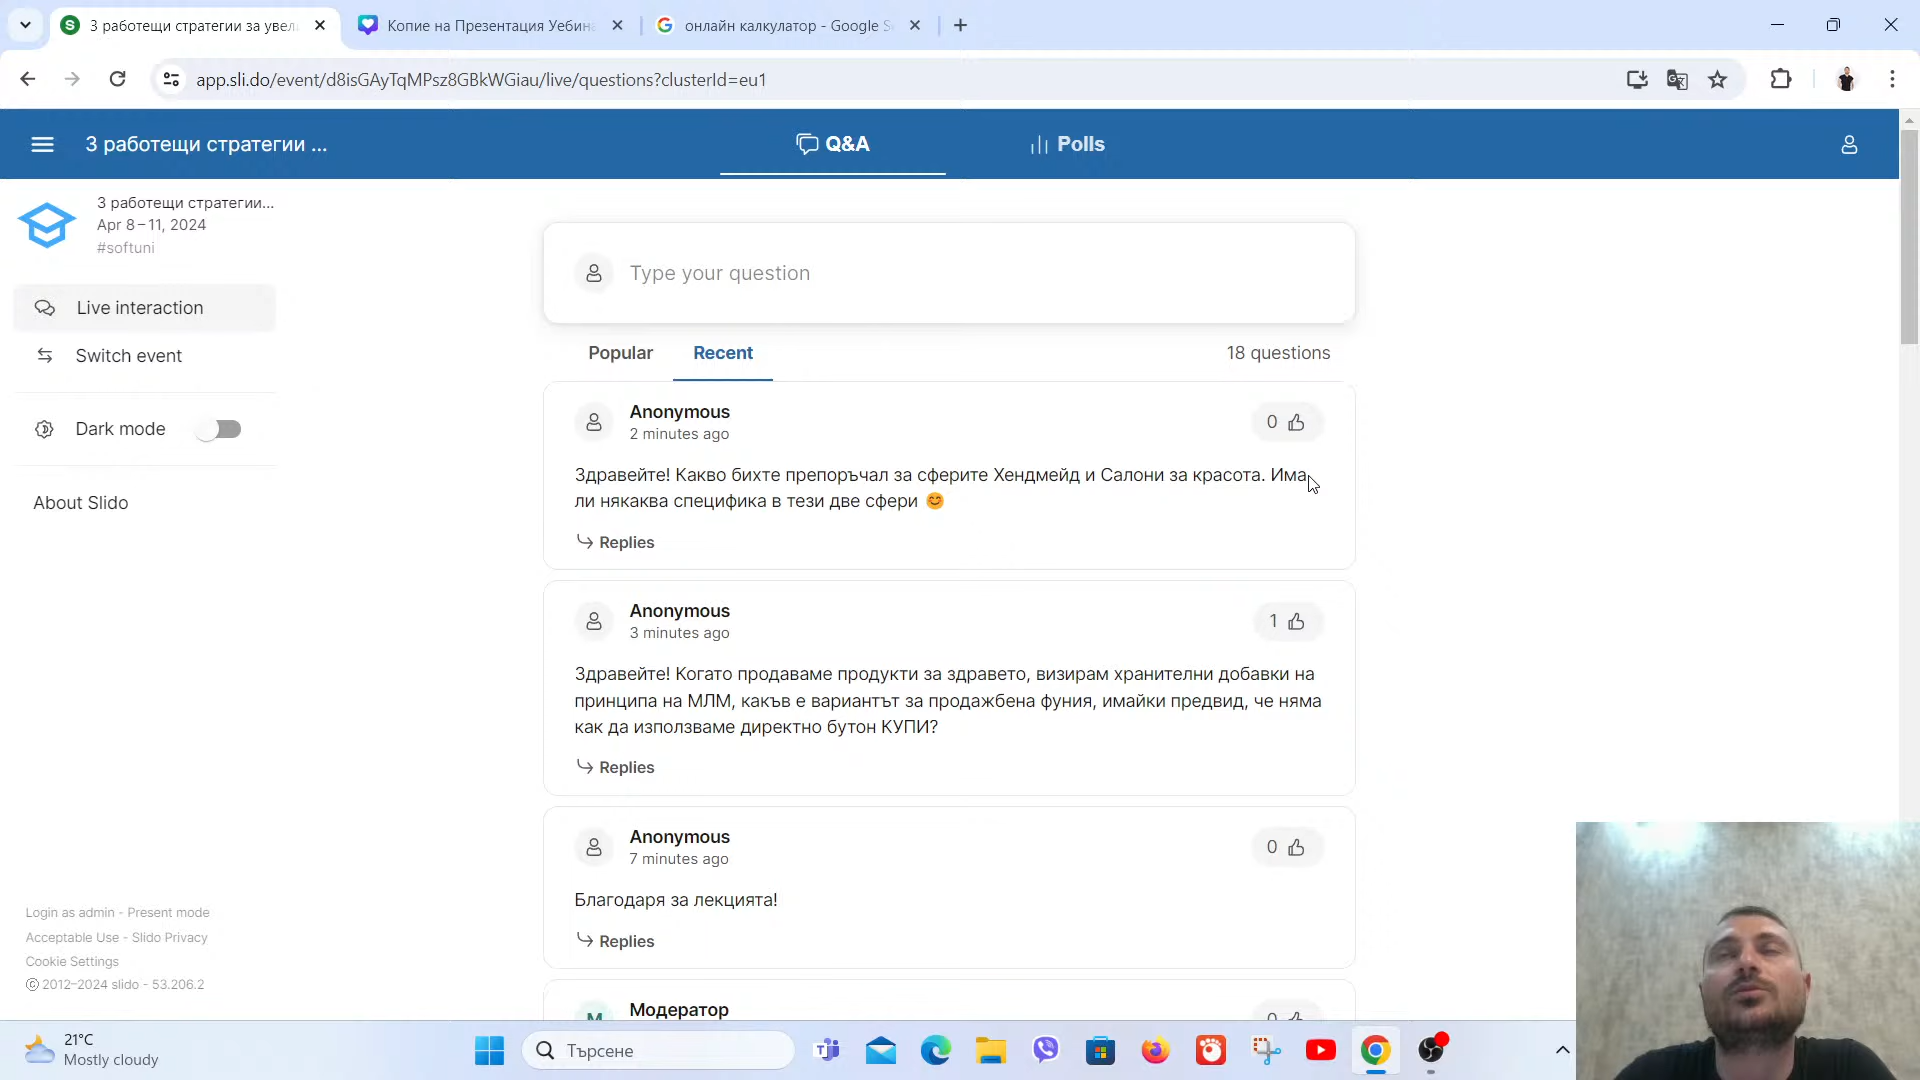 3 работещи стратегии за увел
Копие на Презентация Уебина
онлайн калкулатор - Google Se
app.sli.do/event/d8isGAyTqMPsz8GBkWGiau/live/questions?clusterId=eu1
3 работещи стратегии ...
Q&A
Polls
3 работещи стратегии...
Apr 8 – 11, 2024
#softuni
Live interaction
Switch event
Dark mode
About Slido
Type your question
Popular
Recent
18 questions
Anonymous
0
2 minutes ago
Здравейте! Какво бихте препоръчал за сферите Хендмейд и Салони за красота. Има
ли някаква специфика в тези две сфери 😊
Replies
Anonymous
1
3 minutes ago
Здравейте! Когато продаваме продукти за здравето, визирам хранителни добавки на
принципа на МЛМ, какъв е вариантът за продажбена фуния, имайки предвид, че няма
как да използваме директно бутон КУПИ?
Replies
Anonymous
0
7 minutes ago
Благодаря за лекцията!
Replies
М
Модератор
0
Login as admin - Present mode
Acceptable Use - Slido Privacy
Cookie Settings
© 2012–2024 slido - 53.206.2
21°C
Mostly cloudy
Търсене